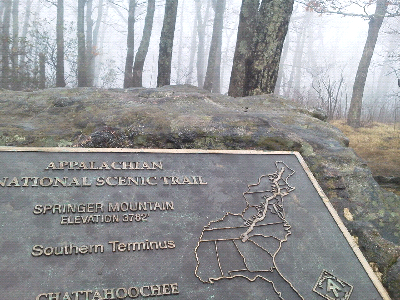 APPALACHIAN
NATIONAL SCENIC TRAIL
SPRINGER MOUNTAIN
ELEVATION 3782
Southern Terminus
CHATTAHOOCHEE